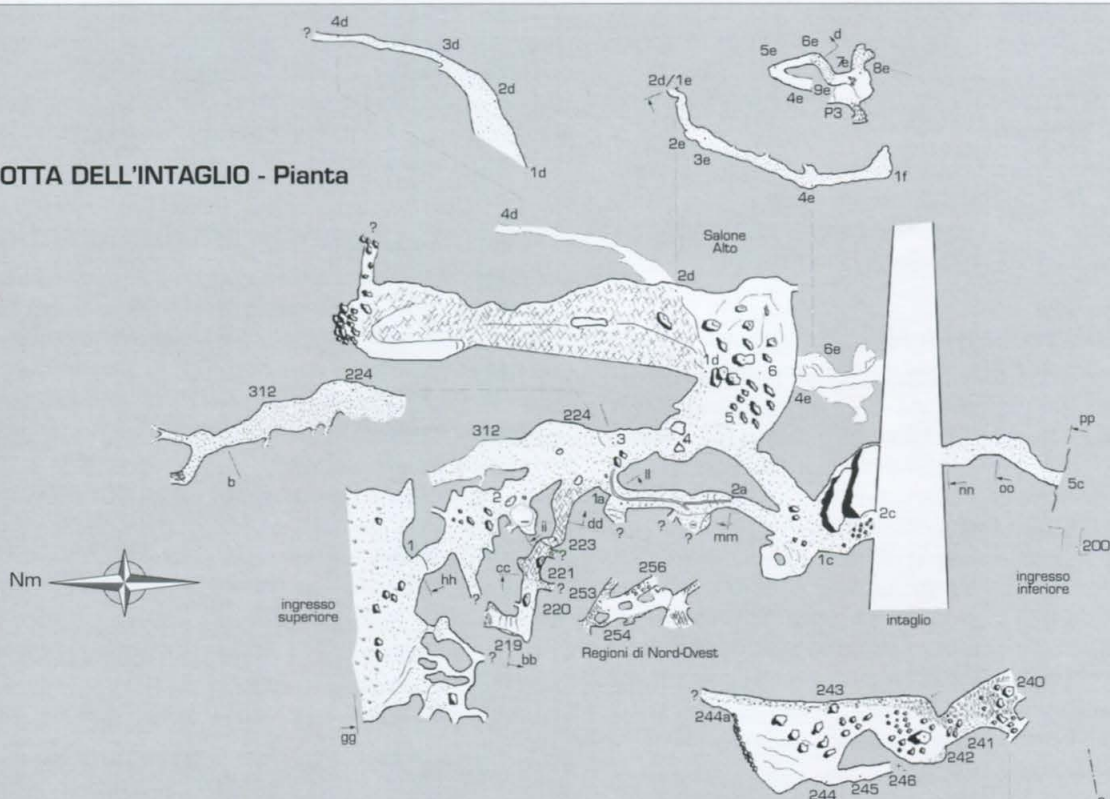 4d
?
3d
2d
1d
6e
d
5e
7e
8e
4e
9e
P3
2d/1e
2e
3e
4e
1f
OTTA DELL'INTAGLIO - Pianta
4d
Salone
Alto
?
2d
1d
6
5
6e
4e
312
224
b
312
224
3
4
1a
ll
2a
?
?
?
mm
2
1
hh
?
ii
dd
223
?
cc
221
?
220
219
bb
?
253
256
254
Regioni di Nord-Ovest
1c
2c
nn
oo
pp
5c
200
ingresso
inferiore
intaglio
Nm
ingresso
superiore
gg
?
243
240
244a
241
242
246
245
244